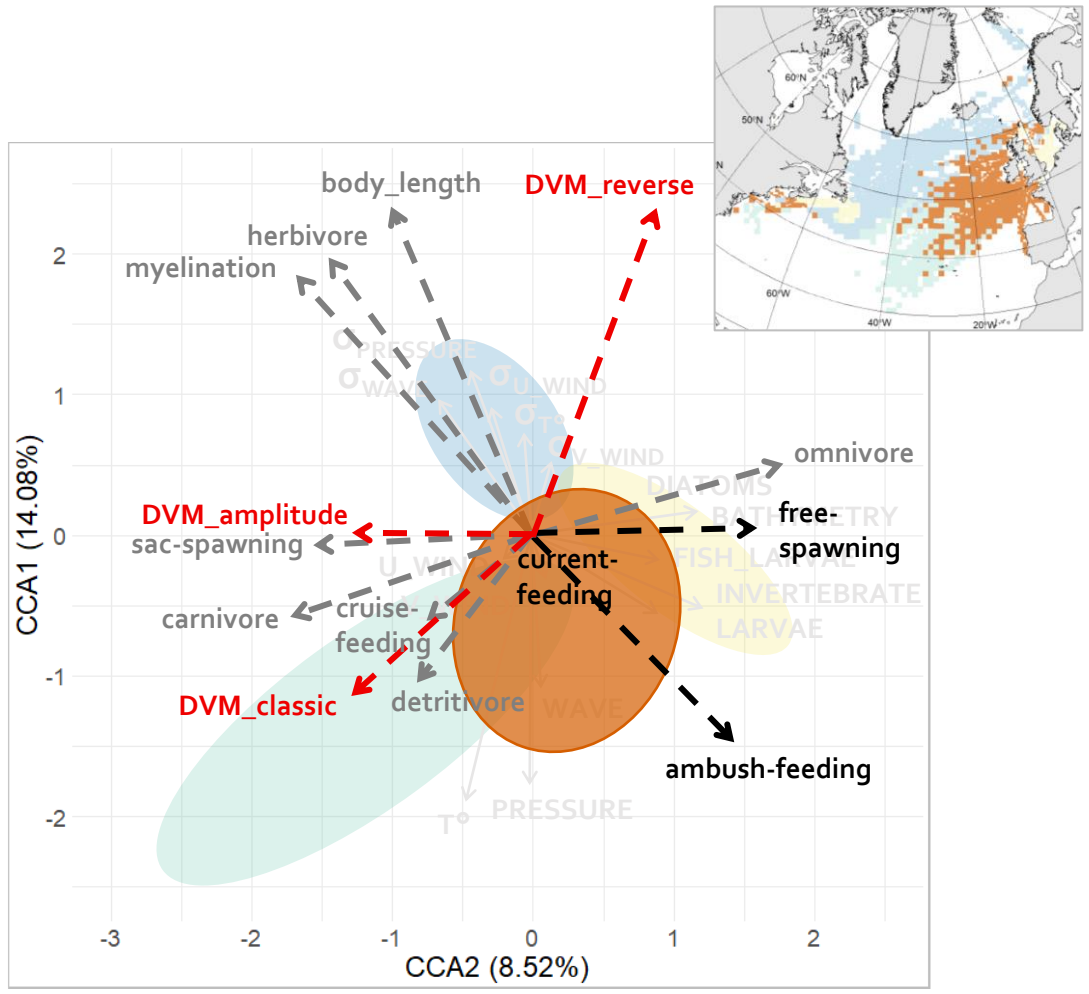 60°N
50°N
N
60°W
40°W
20°W
body_length
DVM_reverse
herbivore
myelination
σPRESSURE
σWAVE
σU_WIND
σT°
V_WIND
omnivore
DIATOMS
BATHYMETRY
free-
spawning
DVM_amplitude
sac-spawning
U_WIND
current-
feeding
FISH_LARVAE
INVERTEBRATE
LARVAE
carnivore
cruise-
feeding
DVM_classic
detritivore
WAVE
ambush-feeding
PRESSURE
T°
2
1
0
-1
-2
CCA1 (14.08%)
-3
-2
-1
0
1
2
CCA2 (8.52%)